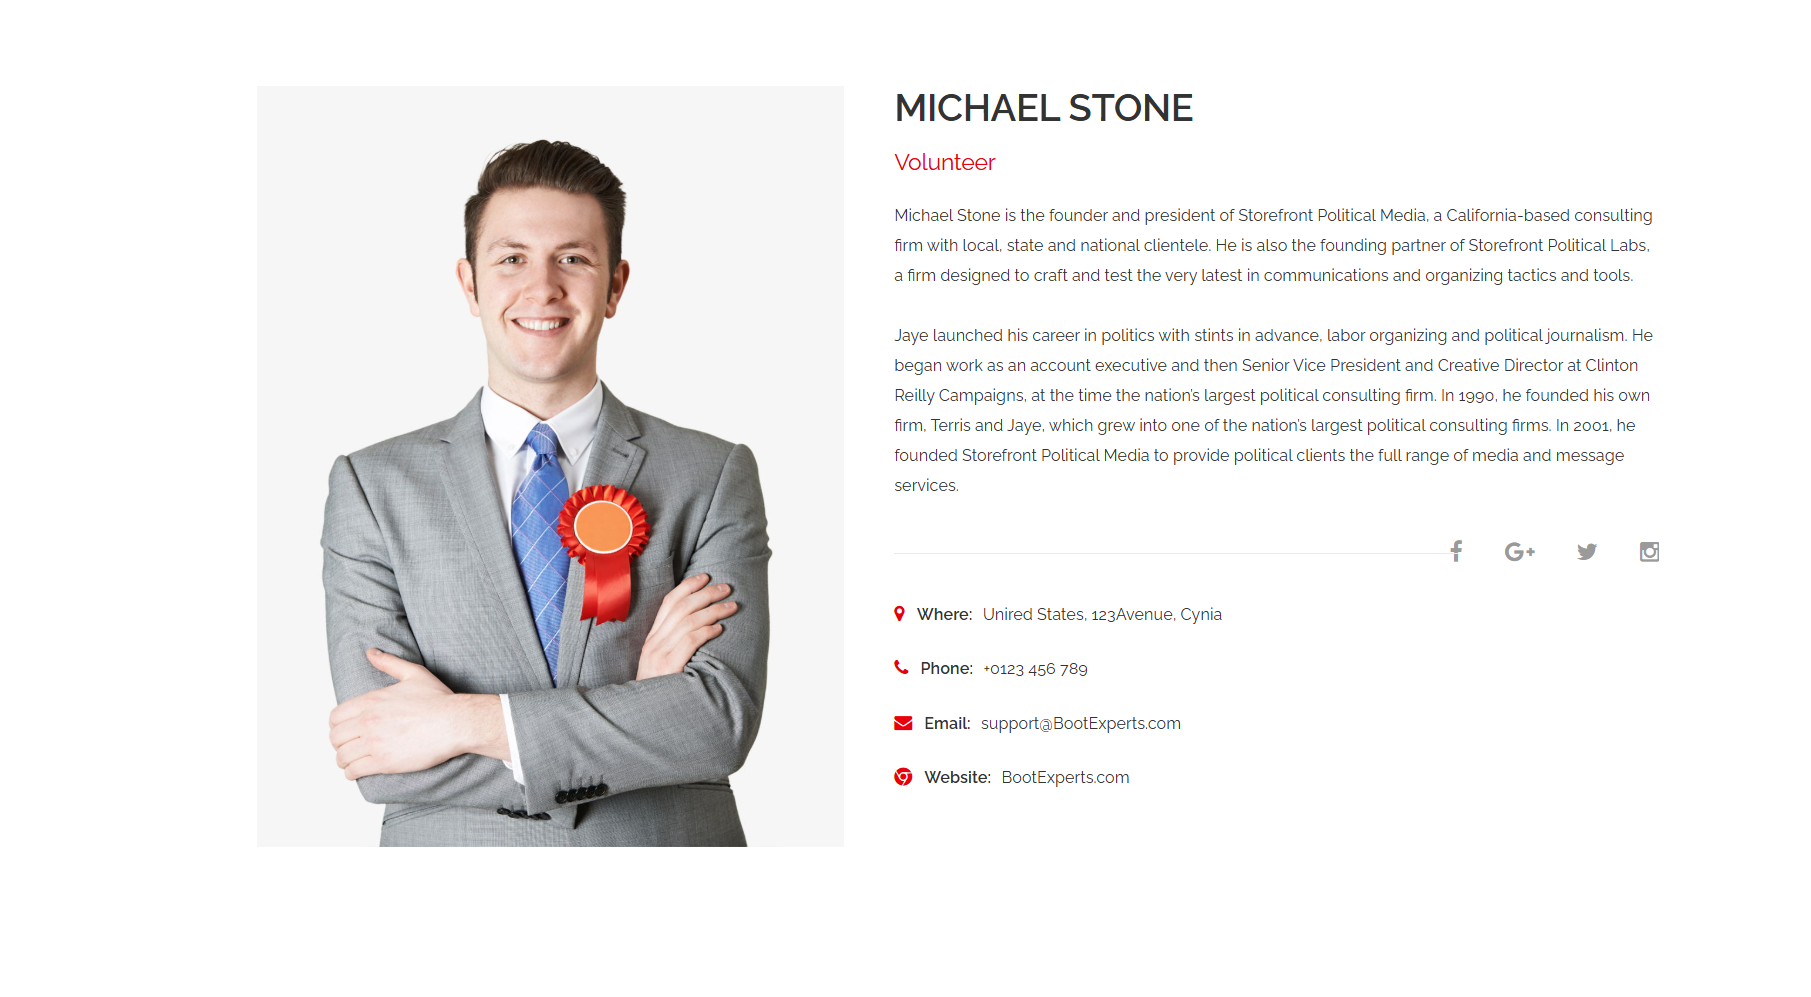 MICHAEL STONE
Volunteer
Michael Stone is the founder and president of Storefront Political Media, a California-based consulting
firm with local, state and national clientele. He is also the founding partner of Storefront Political Labs,
a firm designed to craft and test the very latest in communications and organizing tactics and tools.
Jaye launched his career in politics with stints in advance, labor organizing and political journalism. He
began work as an account executive and then Senior Vice President and Creative Director at Clinton
Reilly Campaigns, at the time the nation's largest political consulting firm. In 1990, he founded his own
firm, Terris and Jaye, which grew into one of the nation's largest political consulting firms. In 2001, he
founded Storefront Political Media to provide political clients the full range of media and message
services.
Where: Unired States, 123Avenue, Cynia
Phone: +0123 456 789
Email: support@BootExperts.com
Website: BootExperts.com